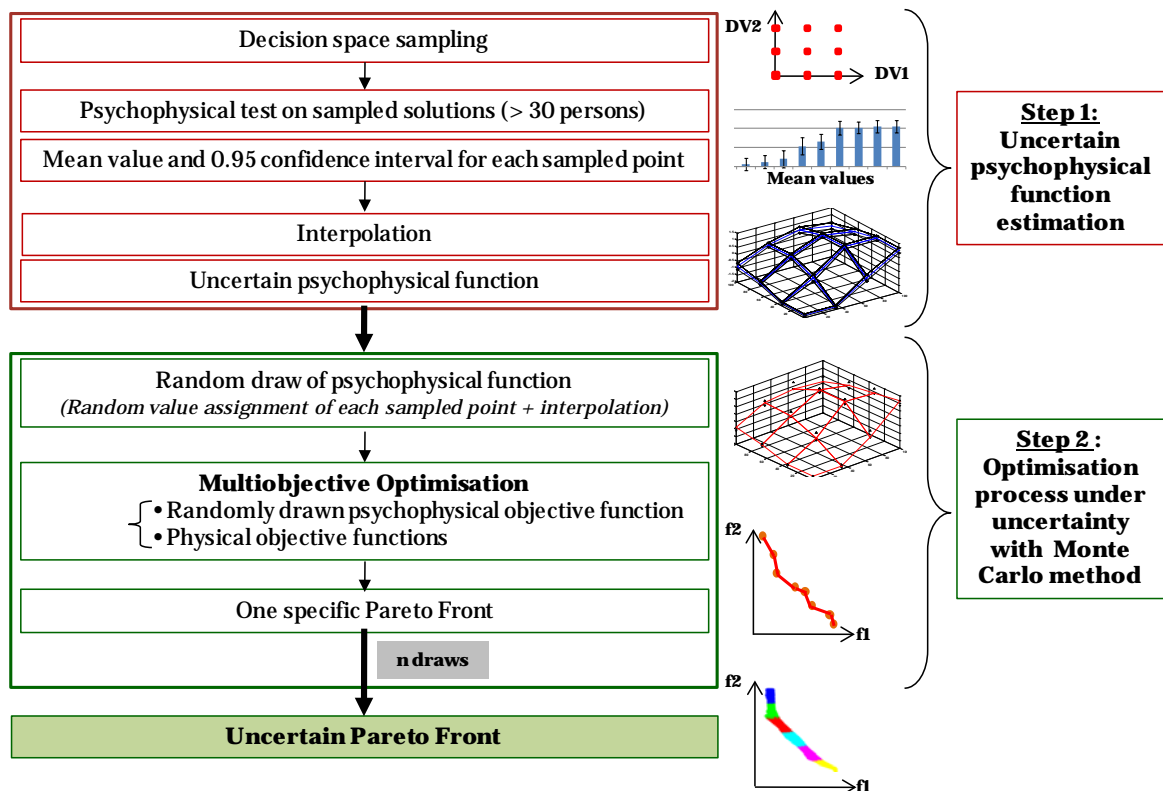 Decision space sampling
Psychophysical test on sampled solutions (> 30 persons)
Mean value and 0.95 confidence interval for each sampled point
Interpolation
Uncertain psychophysical function
DV2
DV1
Mean values
Step 1:
Uncertain
psychophysical
function
estimation
Random draw of psychophysical function
(Random value assignment of each sampled point + interpolation)
Multiobjective Optimisation
• Randomly drawn psychophysical objective function
• Physical objective functions
One specific Pareto Front
n draws
f2
f1
Step 2 :
Optimisation
process under
uncertainty
with Monte
Carlo method
Uncertain Pareto Front
f2
f1